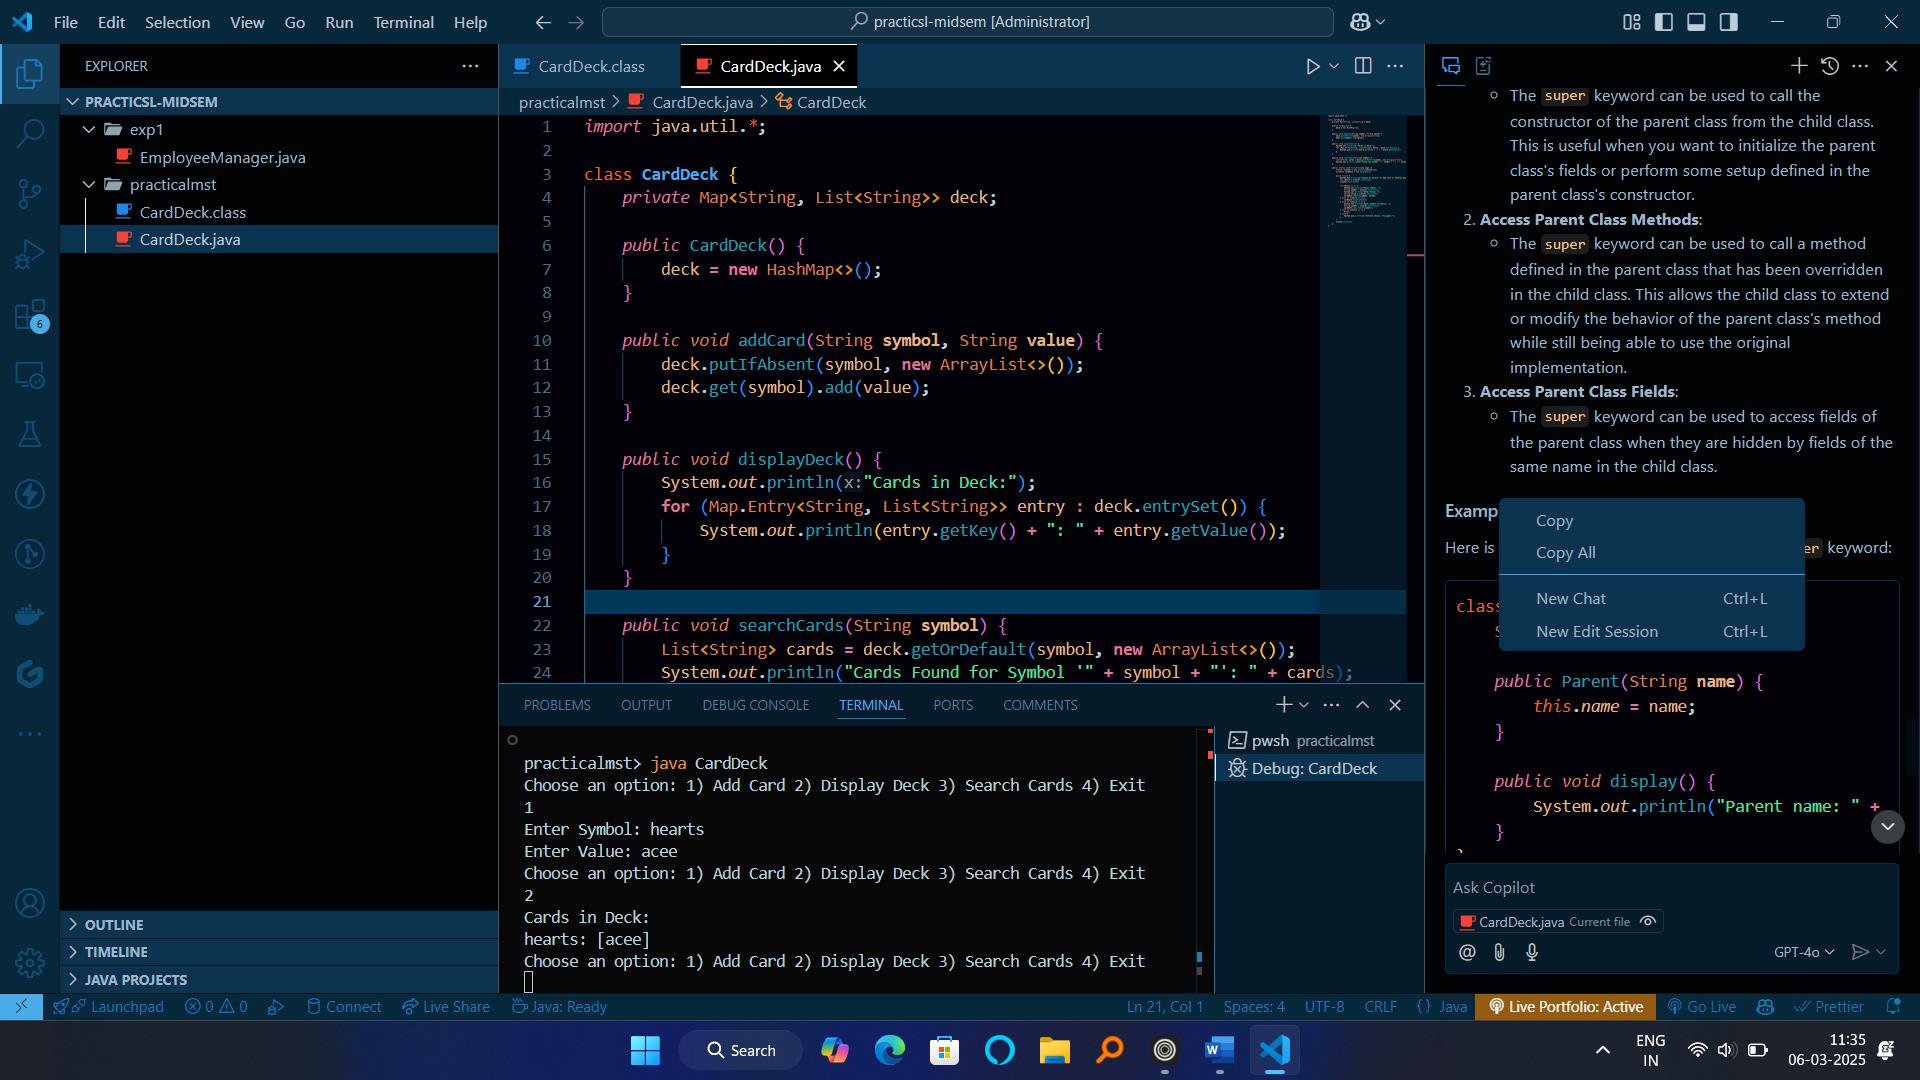 File Edit Selection View Go Run Terminal Help
practicsl-midsem [Administrator]
EXPLORER
PRACTICSL-MIDSEM
exp1
EmployeeManager.java
practicalmst
CardDeck.class
CardDeck.java
6
OUTLINE
TIMELINE
JAVA PROJECTS
CardDeck.class
CardDeck.java
practicalmst > CardDeck.java > CardDeck
1 import java.util.*;
2
3 class CardDeck {
4 private Map<String, List<String>> deck;
5
6 public CardDeck() {
7 deck = new HashMap<>();
8 }
9
10 public void addCard(String symbol, String value) {
11 deck.putIfAbsent(symbol, new ArrayList<>());
12 deck.get(symbol).add(value);
13 }
14
15 public void displayDeck() {
16 System.out.println(x:"Cards in Deck:");
17 for (Map.Entry<String, List<String>> entry : deck.entrySet()) {
18 System.out.println(entry.getKey() + ": " + entry.getValue());
19 }
20 }
21
22 public void searchCards(String symbol) {
23 List<String> cards = deck.getOrDefault(symbol, new ArrayList<>());
24 System.out.println("Cards Found for Symbol '" + symbol + "': " + cards);
PROBLEMS OUTPUT DEBUG CONSOLE TERMINAL PORTS COMMENTS
practicalmst> java CardDeck
Choose an option: 1) Add Card 2) Display Deck 3) Search Cards 4) Exit
1
Enter Symbol: hearts
Enter Value: acee
Choose an option: 1) Add Card 2) Display Deck 3) Search Cards 4) Exit
2
Cards in Deck:
hearts: [acee]
Choose an option: 1) Add Card 2) Display Deck 3) Search Cards 4) Exit
pwsh practicalmst
Debug: CardDeck
The super keyword can be used to call the
constructor of the parent class from the child class.
This is useful when you want to initialize the parent
class's fields or perform some setup defined in the
parent class's constructor.
2. Access Parent Class Methods:
The super keyword can be used to call a method
defined in the parent class that has been overridden
in the child class. This allows the child class to extend
or modify the behavior of the parent class's method
while still being able to use the original
implementation.
3. Access Parent Class Fields:
The super keyword can be used to access fields of
the parent class when they are hidden by fields of the
same name in the child class.
Examp
Here is er keyword:
Copy
Copy All
New Chat Ctrl+L
New Edit Session Ctrl+L
clas
public Parent(String name) {
this.name = name;
}
public void display() {
System.out.println("Parent name: " +
}
Ask Copilot
CardDeck.java Current file
GPT-4o
Launchpad 0 0 Connect Live Share Java: Ready Ln 21, Col 1 Spaces: 4 UTF-8 CRLF {} Java Live Portfolio: Active Go Live Prettier
Search
ENG
IN
11:35
06-03-2025